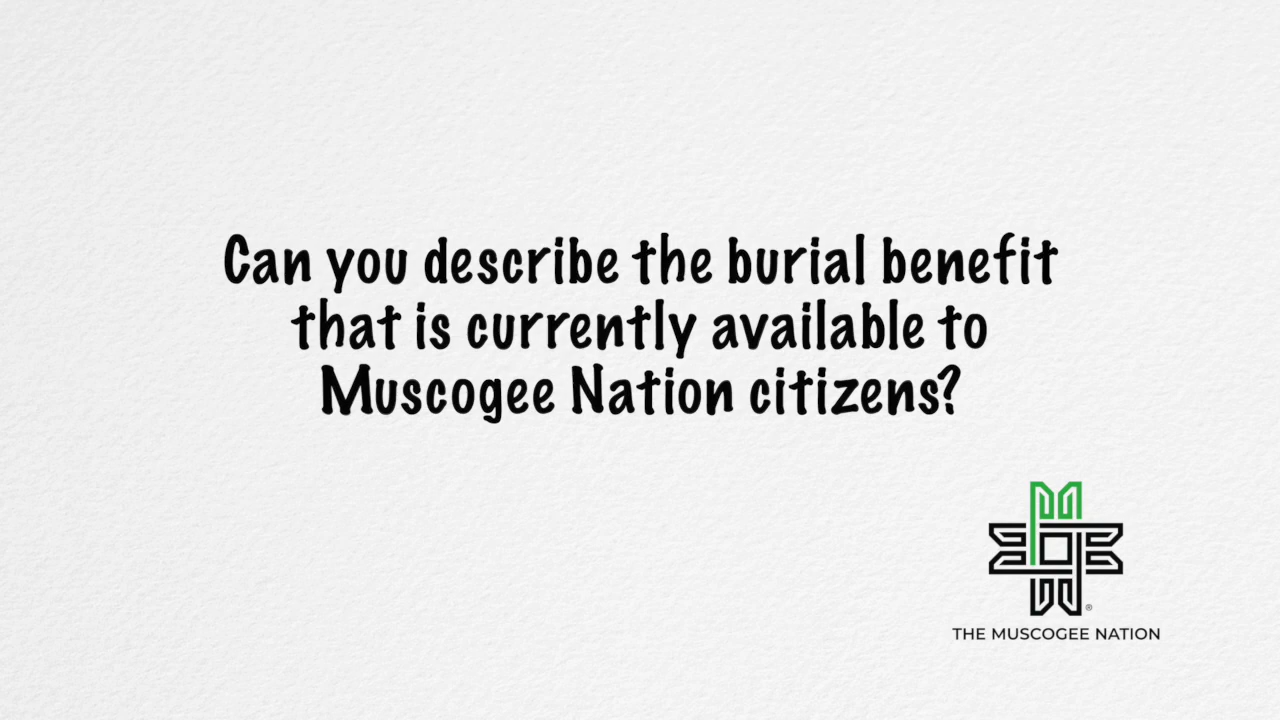 Can you describe the burial benefit
that is currently available to
Muscogee Nation citizens?
®
THE MUSCOGEE NATION